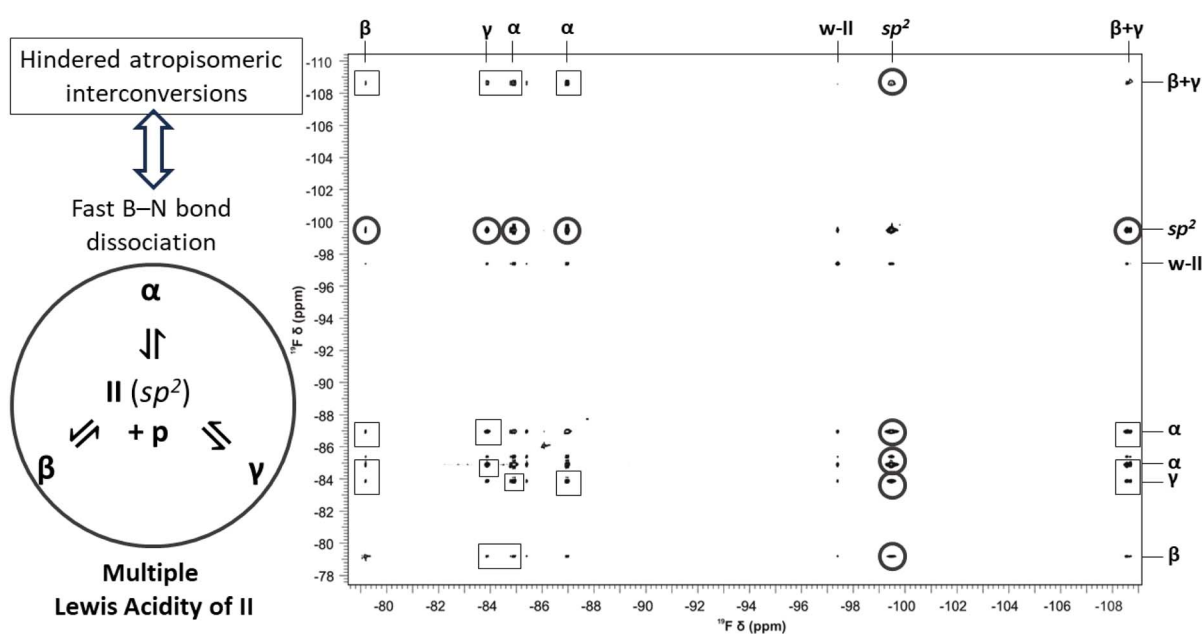 Hindered atropisomeric
interconversions
Fast B–N bond
dissociation
α
II (sp²)
+ p
β
γ
Multiple
Lewis Acidity of II
β γ α α w-II sp² β+γ
-110
-108
-106
-104
-102
-100
-98
-96
-94
-92
-90
-88
-86
-84
-82
-80
-78
¹⁹F δ (ppm)
β+γ
sp²
w-II
α
α
γ
β
-80 -82 -84 -86 -88 -90 -92 -94 -96 -98 -100 -102 -104 -106 -108
¹⁹F δ (ppm)